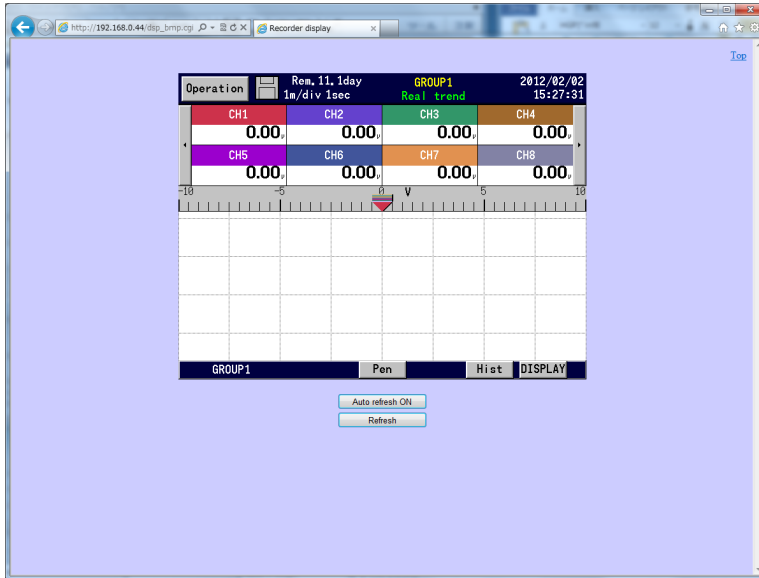 http://192.168.0.44/dsp_bmp.cgi
Recorder display
Top
Operation
Rem.11.1day
1m/div 1sec
GROUP1
Real trend
2012/02/02
15:27:31
CH1 CH2 CH3 CH4
0.00 0.00 0.00 0.00
CH5 CH6 CH7 CH8
0.00 0.00 0.00 0.00
-10 -5 0 V 5 10
GROUP1 Pen Hist DISPLAY
Auto refresh ON
Refresh